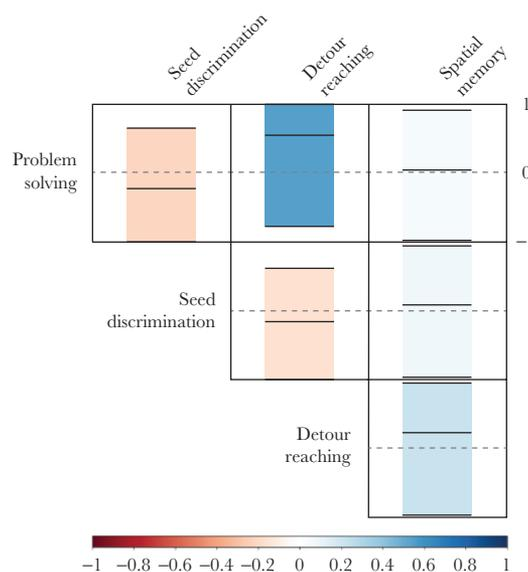 Seed
discrimination
Detour
reaching
Spatial
memory
Problem
solving
1
0
Seed
discrimination
Detour
reaching
−1 −0.8 −0.6 −0.4 −0.2 0 0.2 0.4 0.6 0.8 1